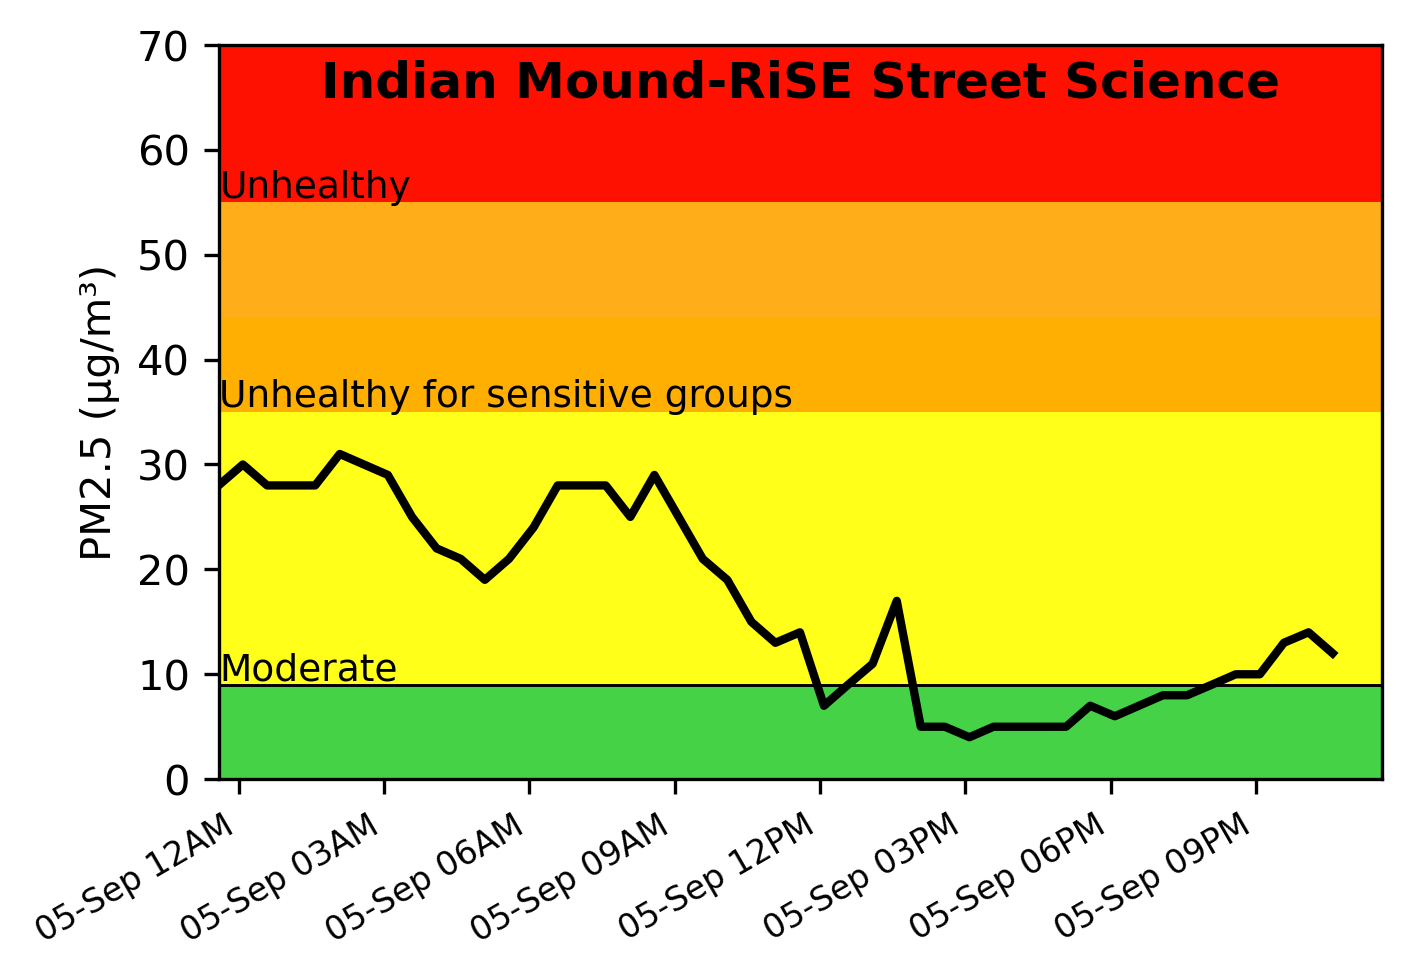 Indian Mound-RiSE Street Science
70
60
50
40
30
20
10
0
PM2.5 (µg/m³)
Unhealthy
Unhealthy for sensitive groups
Moderate
05-Sep 12AM
05-Sep 03AM
05-Sep 06AM
05-Sep 09AM
05-Sep 12PM
05-Sep 03PM
05-Sep 06PM
05-Sep 09PM